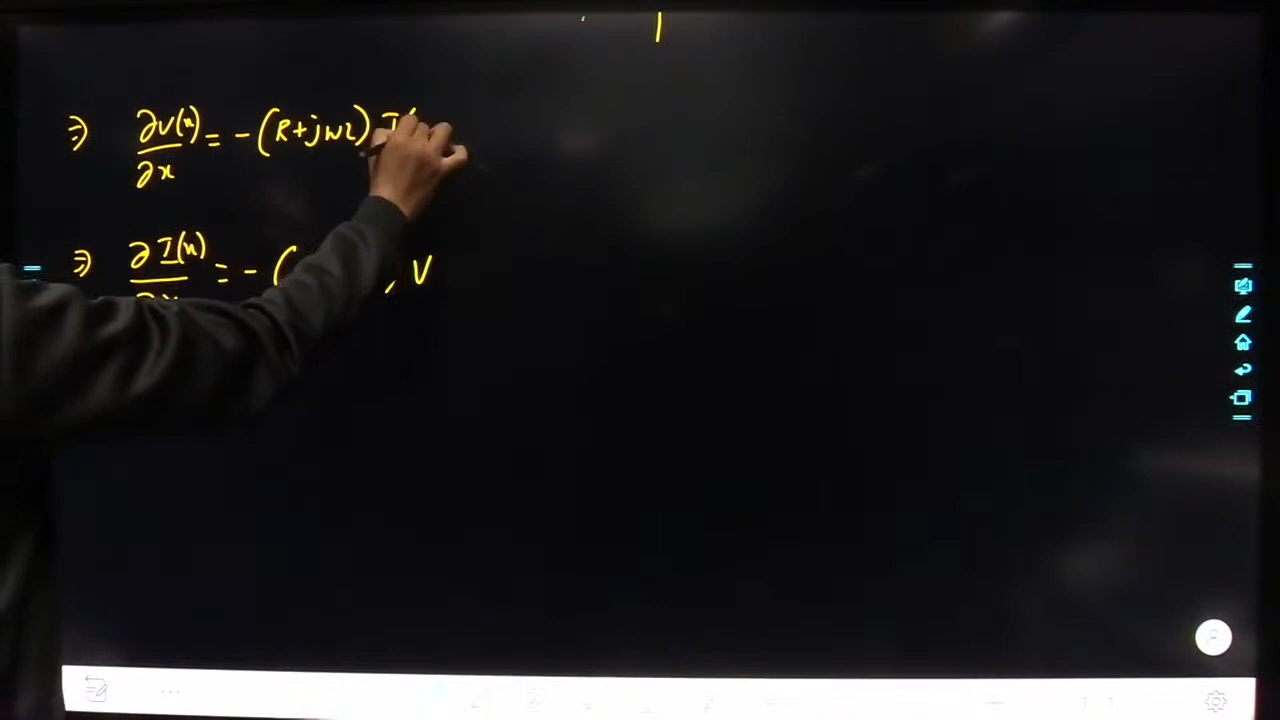 ⇒ ∂V(x) = -(R+jωL) I(
∂x
⇒ ∂I(x) = -( ) V
∂x